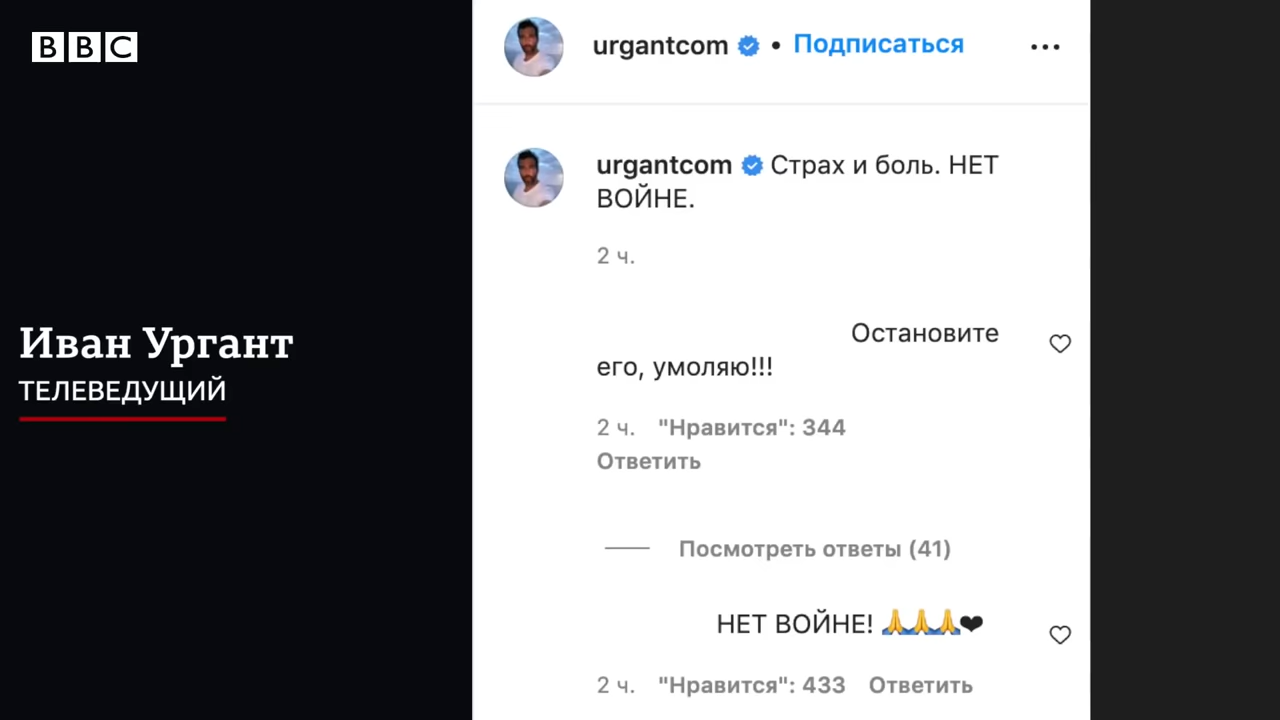 BBC
urgantcom • Подписаться
urgantcom Страх и боль. НЕТ
ВОЙНЕ.
2 ч.
Остановите
его, умоляю!!!
2 ч. "Нравится": 344
Ответить
Посмотреть ответы (41)
НЕТ ВОЙНЕ! 🙏🙏🙏❤
2 ч. "Нравится": 433 Ответить
Иван Ургант
ТЕЛЕВЕДУЩИЙ